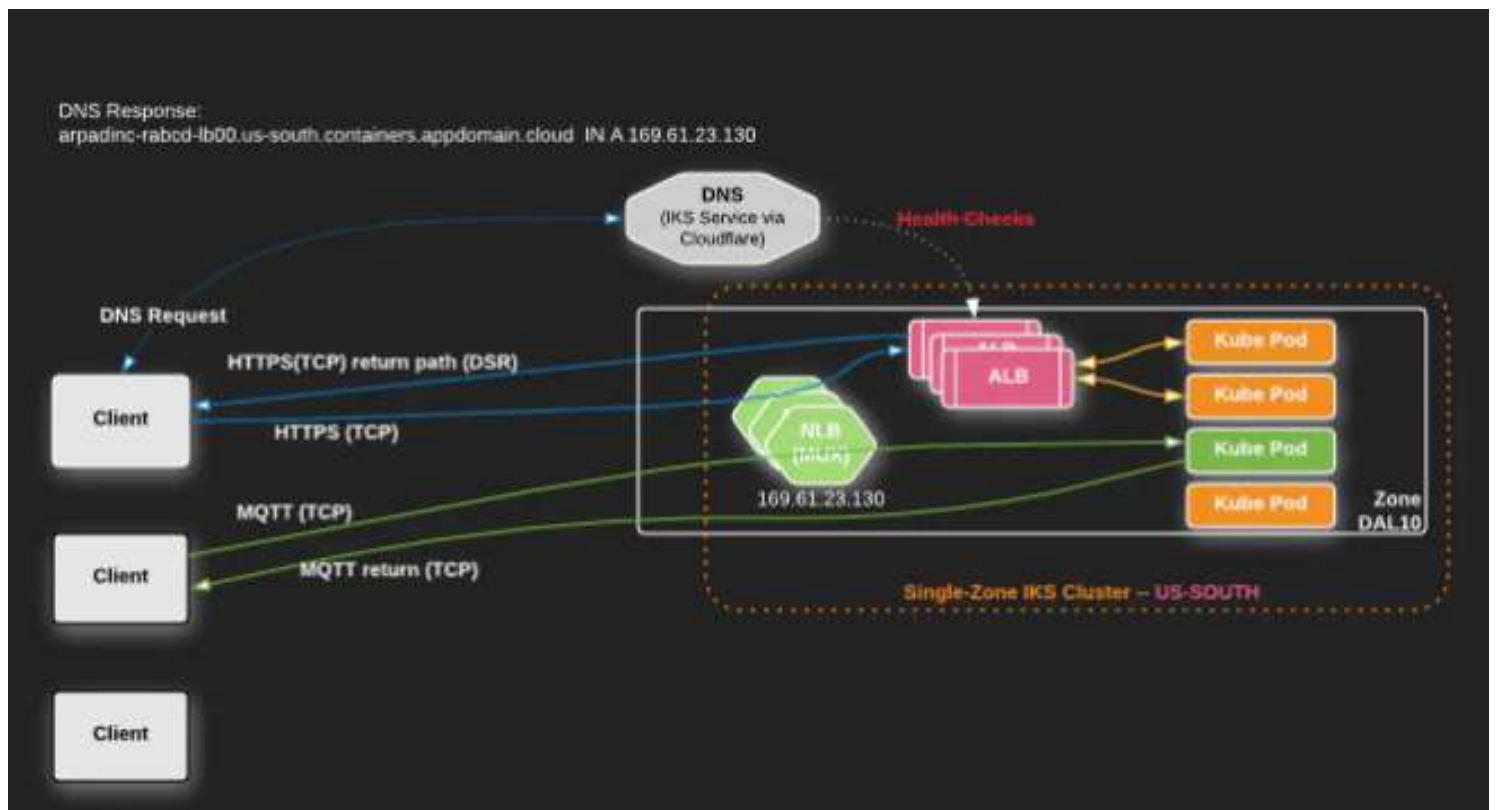 DNS Response:
arpadinc-rabcd-lb00.us-south.containers.appdomain.cloud IN A 169.61.23.130
DNS
(IKS Service via
Cloudflare)
Health Checks
DNS Request
HTTPS(TCP) return path (DSR)
Client
HTTPS (TCP)
ALB
ALB
Kube Pod
Kube Pod
Kube Pod
Kube Pod
NLB
(MUX)
169.61.23.130
Zone
DAL10
MQTT (TCP)
Client
MQTT return (TCP)
Single-Zone IKS Cluster – US-SOUTH
Client